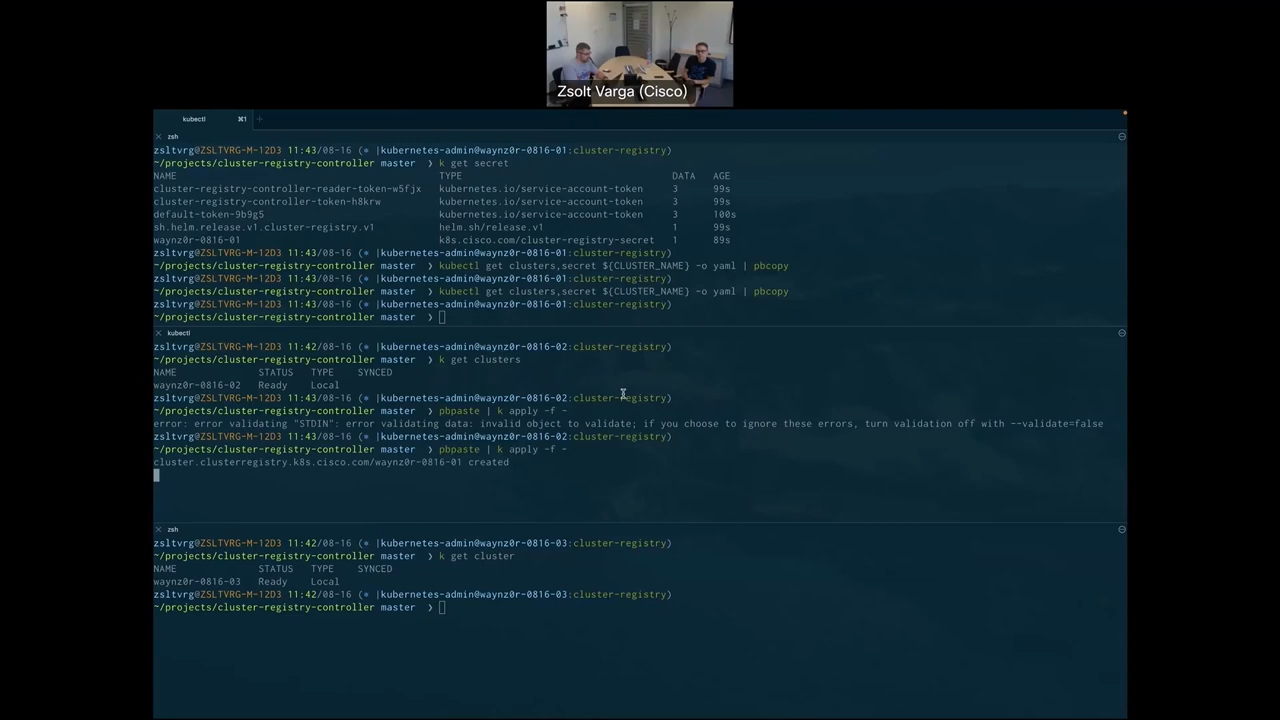 Zsolt Varga (Cisco)
kubectl ⌘1 +
zsh
zsltvrg@ZSLTVRG-M-12D3 11:43/08-16 (⎈ |kubernetes-admin@waynz0r-0816-01:cluster-registry)
~/projects/cluster-registry-controller master ❯ k get secret
NAME TYPE DATA AGE
cluster-registry-controller-reader-token-w5fjx kubernetes.io/service-account-token 3 99s
cluster-registry-controller-token-h8krw kubernetes.io/service-account-token 3 99s
default-token-9b9g5 kubernetes.io/service-account-token 3 100s
sh.helm.release.v1.cluster-registry.v1 helm.sh/release.v1 1 99s
waynz0r-0816-01 k8s.cisco.com/cluster-registry-secret 1 89s
zsltvrg@ZSLTVRG-M-12D3 11:43/08-16 (⎈ |kubernetes-admin@waynz0r-0816-01:cluster-registry)
~/projects/cluster-registry-controller master ❯ kubectl get clusters,secret ${CLUSTER_NAME} -o yaml | pbcopy
zsltvrg@ZSLTVRG-M-12D3 11:43/08-16 (⎈ |kubernetes-admin@waynz0r-0816-01:cluster-registry)
~/projects/cluster-registry-controller master ❯ kubectl get clusters,secret ${CLUSTER_NAME} -o yaml | pbcopy
zsltvrg@ZSLTVRG-M-12D3 11:43/08-16 (⎈ |kubernetes-admin@waynz0r-0816-01:cluster-registry)
~/projects/cluster-registry-controller master ❯
kubectl
zsltvrg@ZSLTVRG-M-12D3 11:42/08-16 (⎈ |kubernetes-admin@waynz0r-0816-02:cluster-registry)
~/projects/cluster-registry-controller master ❯ k get clusters
NAME STATUS TYPE SYNCED
waynz0r-0816-02 Ready Local
zsltvrg@ZSLTVRG-M-12D3 11:43/08-16 (⎈ |kubernetes-admin@waynz0r-0816-02:cluster-registry)
~/projects/cluster-registry-controller master ❯ pbpaste | k apply -f -
error: error validating "STDIN": error validating data: invalid object to validate; if you choose to ignore these errors, turn validation off with --validate=false
zsltvrg@ZSLTVRG-M-12D3 11:43/08-16 (⎈ |kubernetes-admin@waynz0r-0816-02:cluster-registry)
~/projects/cluster-registry-controller master ❯ pbpaste | k apply -f -
cluster.clusterregistry.k8s.cisco.com/waynz0r-0816-01 created
zsh
zsltvrg@ZSLTVRG-M-12D3 11:42/08-16 (⎈ |kubernetes-admin@waynz0r-0816-03:cluster-registry)
~/projects/cluster-registry-controller master ❯ k get cluster
NAME STATUS TYPE SYNCED
waynz0r-0816-03 Ready Local
zsltvrg@ZSLTVRG-M-12D3 11:42/08-16 (⎈ |kubernetes-admin@waynz0r-0816-03:cluster-registry)
~/projects/cluster-registry-controller master ❯